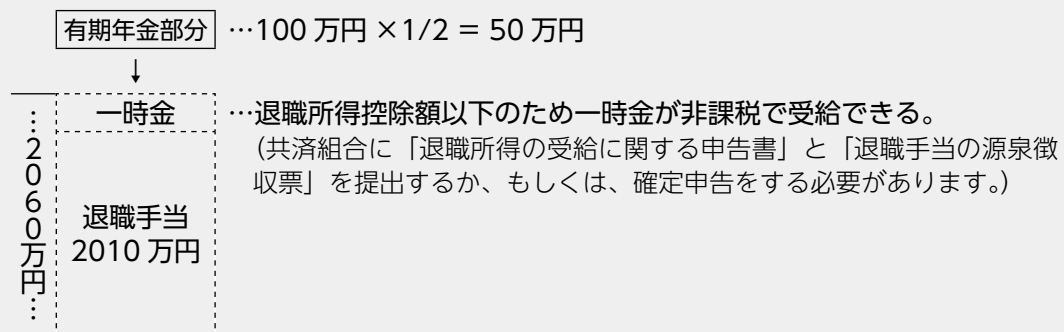 有期年金部分 …100 万円 ×1/2 = 50 万円
↓
一時金 …退職所得控除額以下のため一時金が非課税で受給できる。
(共済組合に「退職所得の受給に関する申告書」と「退職手当の源泉徴
収票」を提出するか、もしくは、確定申告をする必要があります。)
…2060万円…
退職手当
2010 万円